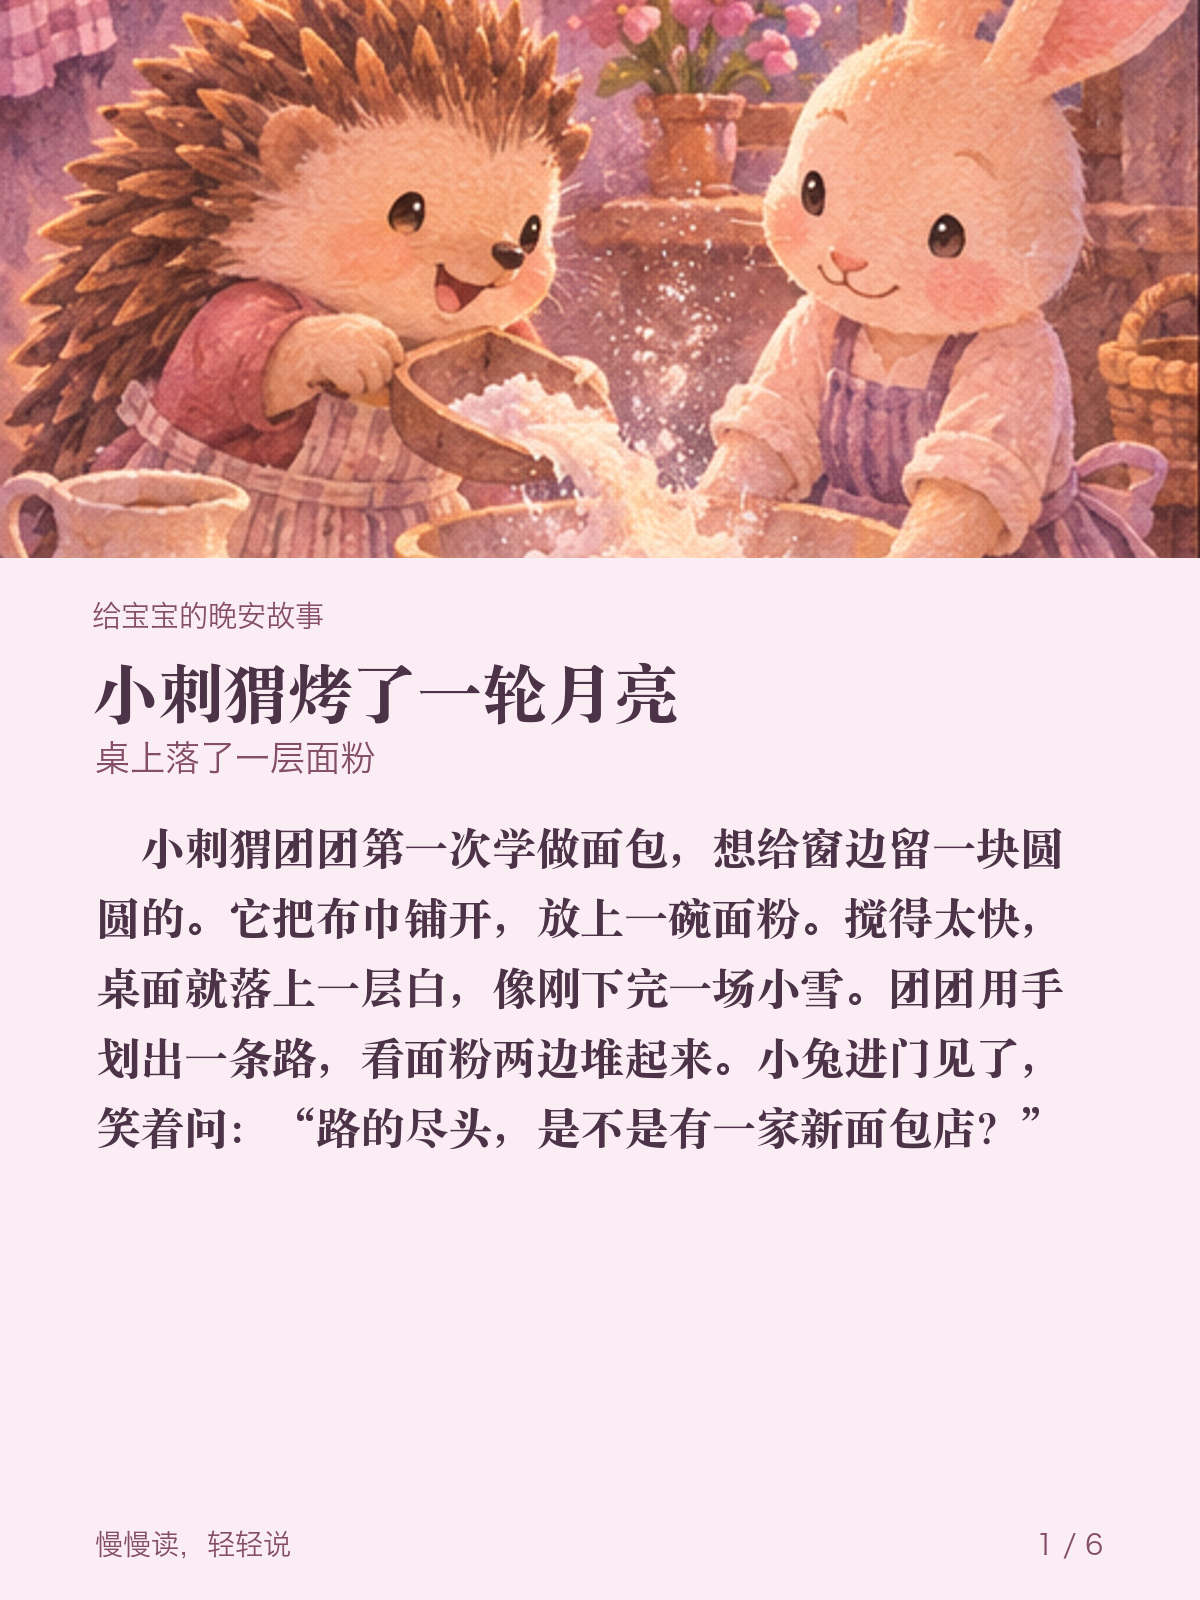 给宝宝的晚安故事
小刺猬烤了一轮月亮
桌上落了一层面粉
小刺猬团团第一次学做面包，想给窗边留一块圆
圆的。它把布巾铺开，放上一碗面粉。搅得太快，
桌面就落上一层白，像刚下完一场小雪。团团用手
划出一条路，看面粉两边堆起来。小兔进门见了，
笑着问：“路的尽头，是不是有一家新面包店？”
慢慢读，轻轻说
1 / 6